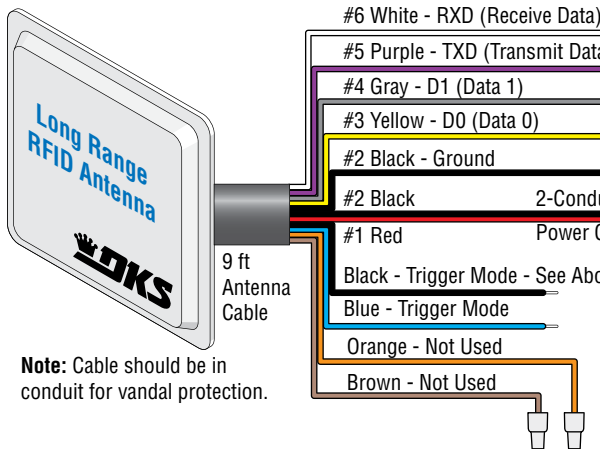 #6 White - RXD (Receive Data)
#5 Purple - TXD (Transmit Data
#4 Gray - D1 (Data 1)
#3 Yellow - D0 (Data 0)
#2 Black - Ground
#2 Black 2-Condu
#1 Red Power
Black - Trigger Mode - See Abo
Blue - Trigger Mode
Orange - Not Used
Brown - Not Used
Long Range
RFID Antenna
DKS
9 ft
Antenna
Cable
Note: Cable should be in
conduit for vandal protection.